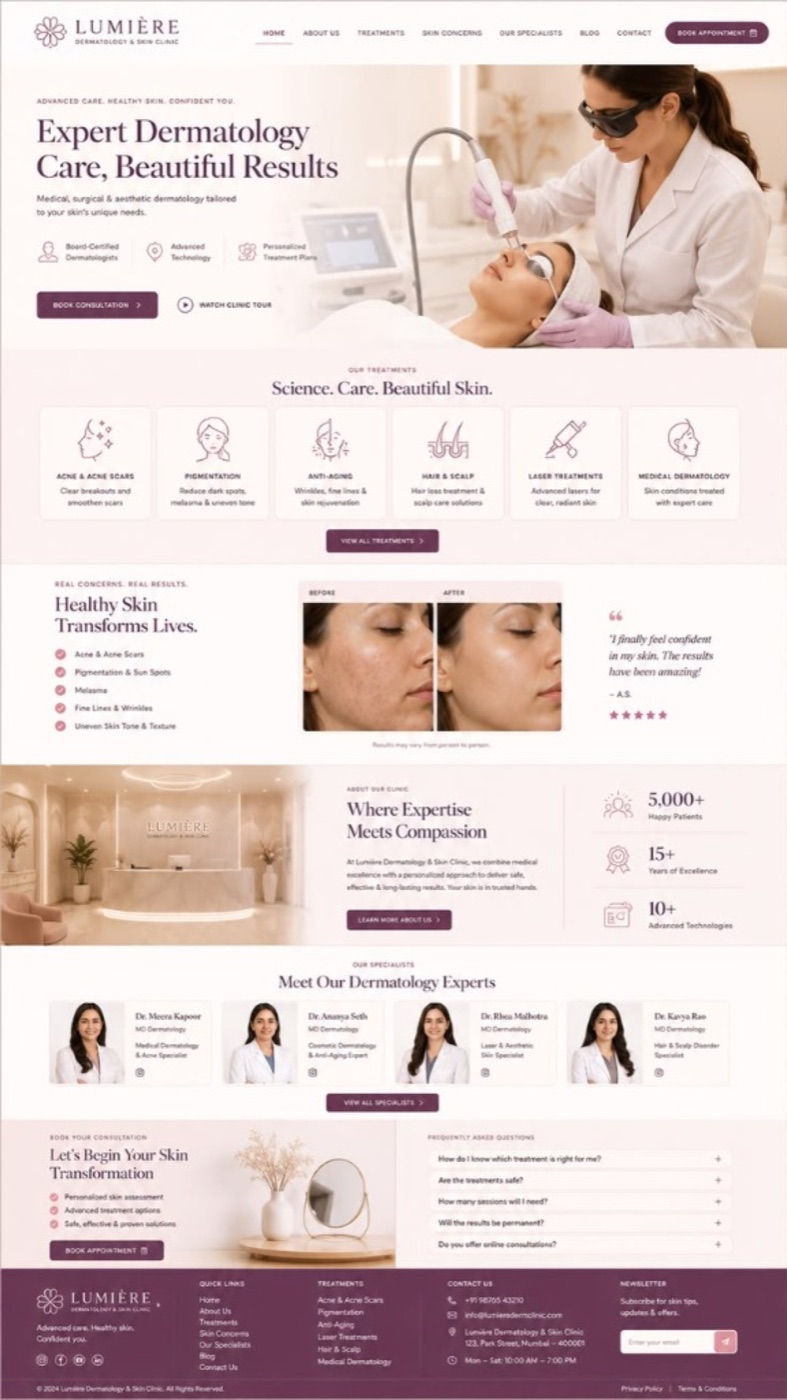 LUMIÈRE
DERMATOLOGY & SKIN CLINIC
HOME
ABOUT US
TREATMENTS
SKIN CONCERNS
OUR SPECIALISTS
BLOG
CONTACT
BOOK APPOINTMENT
ADVANCED CARE. HEALTHY SKIN. CONFIDENT YOU.
Expert Dermatology
Care, Beautiful Results
Medical, surgical & aesthetic dermatology tailored
to your skin's unique needs.
Board-Certified
Dermatologists
Advanced
Technology
Personalized
Treatment Plans
BOOK CONSULTATION
WATCH CLINIC TOUR
OUR TREATMENTS
Science. Care. Beautiful Skin.
ACNE & ACNE SCARS
Clear breakouts and
smoothen scars
PIGMENTATION
Reduce dark spots,
melasma & uneven tone
ANTI-AGING
Wrinkles, fine lines &
skin rejuvenation
HAIR & SCALP
Hair loss treatment &
scalp care solutions
LASER TREATMENTS
Advanced lasers for
clear, radiant skin
MEDICAL DERMATOLOGY
Skin conditions treated
with expert care
VIEW ALL TREATMENTS
REAL CONCERNS. REAL RESULTS.
Healthy Skin
Transforms Lives.
Acne & Acne Scars
Pigmentation & Sun Spots
Melasma
Fine Lines & Wrinkles
Uneven Skin Tone & Texture
BEFORE
AFTER
Results may vary from person to person.
"I finally feel confident
in my skin. The results
have been amazing!"
– A.S.
LUMIÈRE
DERMATOLOGY & SKIN CLINIC
ABOUT OUR CLINIC
Where Expertise
Meets Compassion
At Lumière Dermatology & Skin Clinic, we combine medical
excellence with a personalized approach to deliver safe,
effective & long-lasting results. Your skin is in trusted hands.
LEARN MORE ABOUT US
5,000+
Happy Patients
15+
Years of Excellence
10+
Advanced Technologies
OUR SPECIALISTS
Meet Our Dermatology Experts
Dr. Meera Kapoor
MD Dermatology
Medical Dermatology
& Acne Specialist
Dr. Ananya Seth
MD Dermatology
Cosmetic Dermatology
& Anti-Aging Expert
Dr. Rhea Malhotra
MD Dermatology
Laser & Aesthetic
Skin Specialist
Dr. Kavya Rao
MD Dermatology
Hair & Scalp Disorder
Specialist
VIEW ALL SPECIALISTS
BOOK YOUR CONSULTATION
Let's Begin Your Skin
Transformation
Personalized skin assessment
Advanced treatment options
Safe, effective & proven solutions
BOOK APPOINTMENT
FREQUENTLY ASKED QUESTIONS
How do I know which treatment is right for me? +
Are the treatments safe? +
How many sessions will I need? +
Will the results be permanent? +
Do you offer online consultations? +
LUMIÈRE
DERMATOLOGY & SKIN CLINIC
Advanced care. Healthy skin.
Confident you.
QUICK LINKS
Home
About Us
Treatments
Skin Concerns
Our Specialists
Blog
Contact Us
TREATMENTS
Acne & Acne Scars
Pigmentation
Anti-Aging
Laser Treatments
Hair & Scalp
Medical Dermatology
CONTACT US
+91 98765 43210
info@lumieredermclinic.com
Lumière Dermatology & Skin Clinic
123, Park Street, Mumbai – 400001
Mon – Sat: 10:00 AM – 7:00 PM
NEWSLETTER
Subscribe for skin tips,
updates & offers.
Enter your email
© 2024 Lumière Dermatology & Skin Clinic. All Rights Reserved.
Privacy Policy | Terms & Conditions